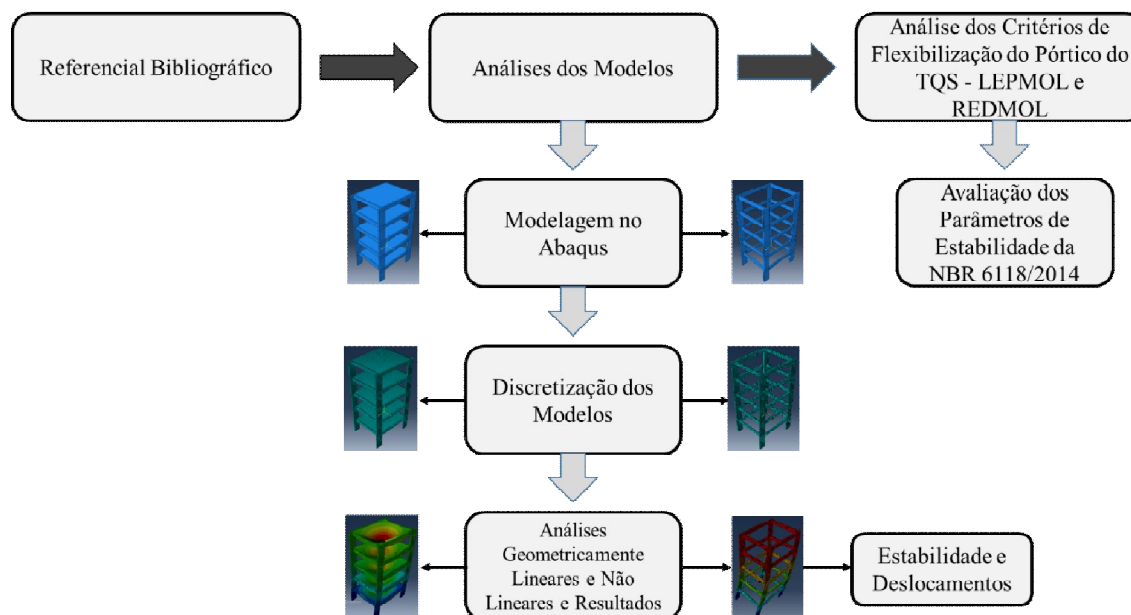 Referencial Bibliográfico
Análises dos Modelos
Análise dos Critérios de
Flexibilização do Pórtico do
TQS - LEPMOL e
REDMOL
Modelagem no
Abaqus
Avaliação dos
Parâmetros de
Estabilidade da
NBR 6118/2014
Discretização dos
Modelos
Análises
Geometricamente
Lineares e Não
Lineares e Resultados
Estabilidade e
Deslocamentos